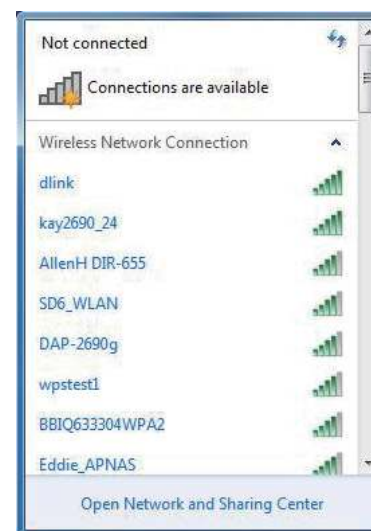 Not connected
Connections are available
Wireless Network Connection
dlink
kay2690_24
AllenH DIR-655
SD6_WLAN
DAP-2690g
wpstest1
BBIQ633304WPA2
Eddie_APNAS
Open Network and Sharing Center